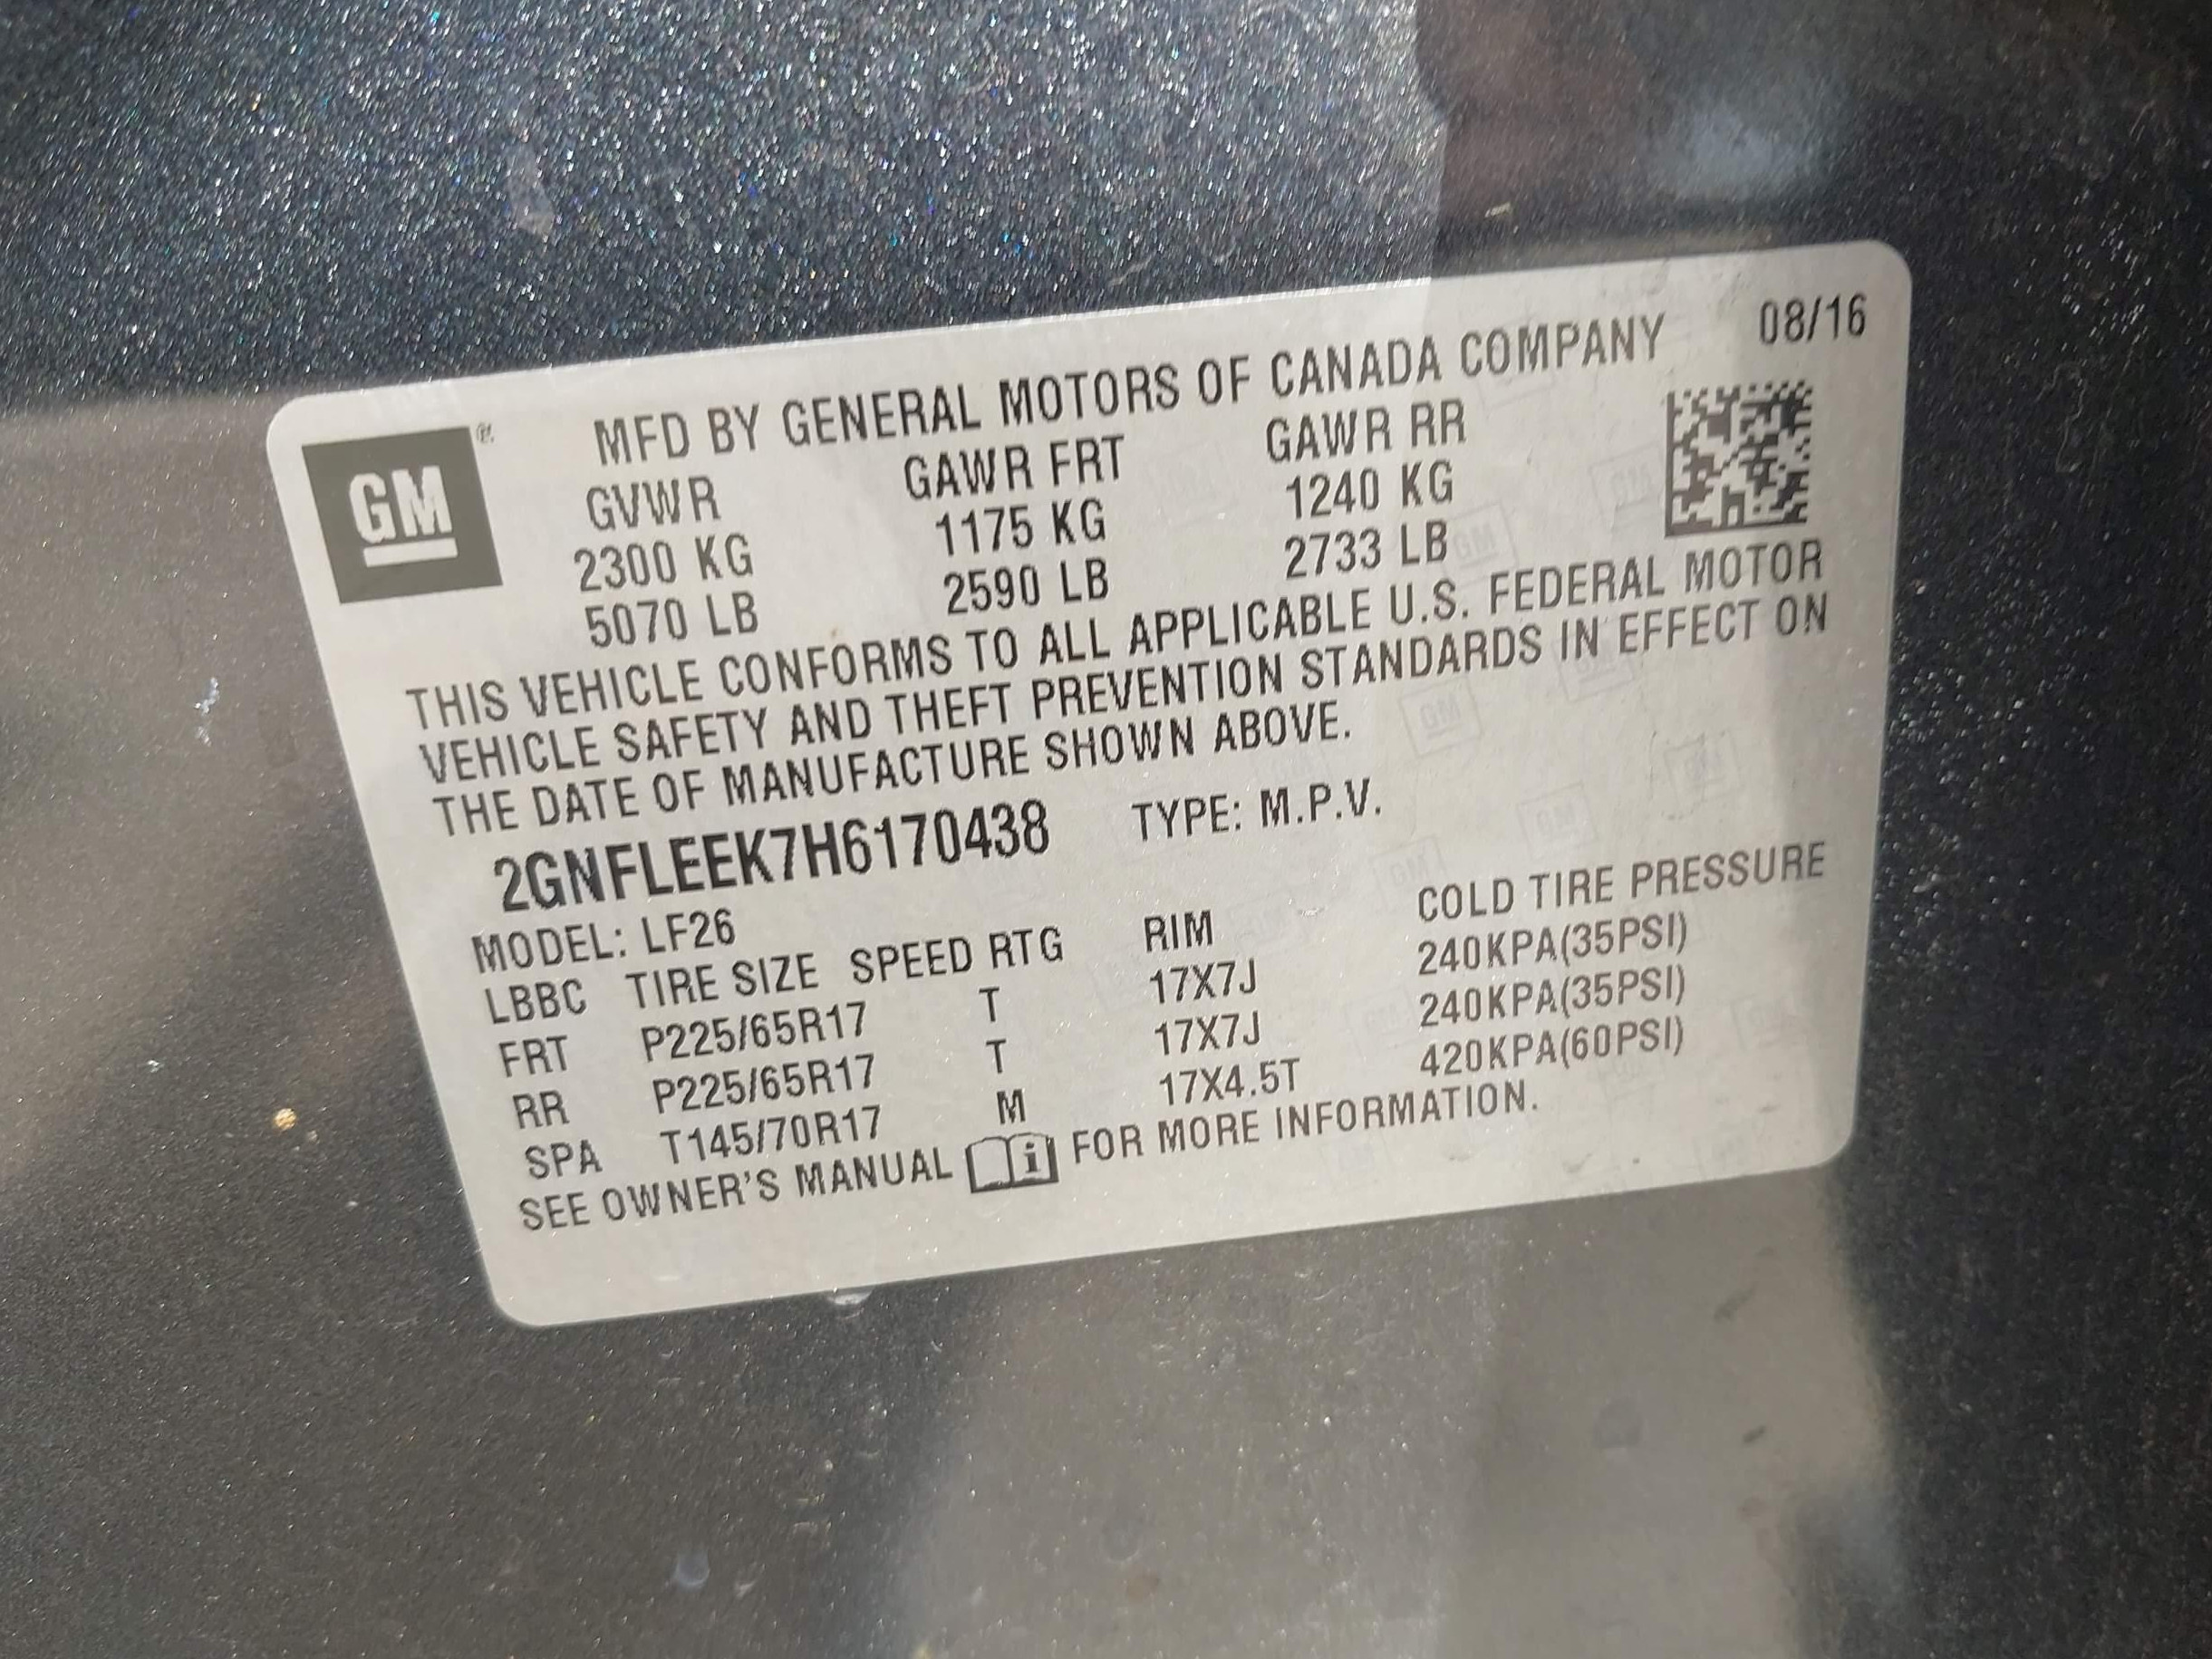 MFD BY GENERAL MOTORS OF CANADA COMPANY 08/16
GM ®
GVWR GAWR FRT GAWR RR
2300 KG 1175 KG 1240 KG
5070 LB 2590 LB 2733 LB
THIS VEHICLE CONFORMS TO ALL APPLICABLE U.S. FEDERAL MOTOR
VEHICLE SAFETY AND THEFT PREVENTION STANDARDS IN EFFECT ON
THE DATE OF MANUFACTURE SHOWN ABOVE.
2GNFLEEK7H6170438 TYPE: M.P.V.
MODEL: LF26
LBBC TIRE SIZE SPEED RTG RIM COLD TIRE PRESSURE
FRT P225/65R17 T 17X7J 240KPA(35PSI)
RR P225/65R17 T 17X7J 240KPA(35PSI)
SPA T145/70R17 M 17X4.5T 420KPA(60PSI)
SEE OWNER'S MANUAL i FOR MORE INFORMATION.